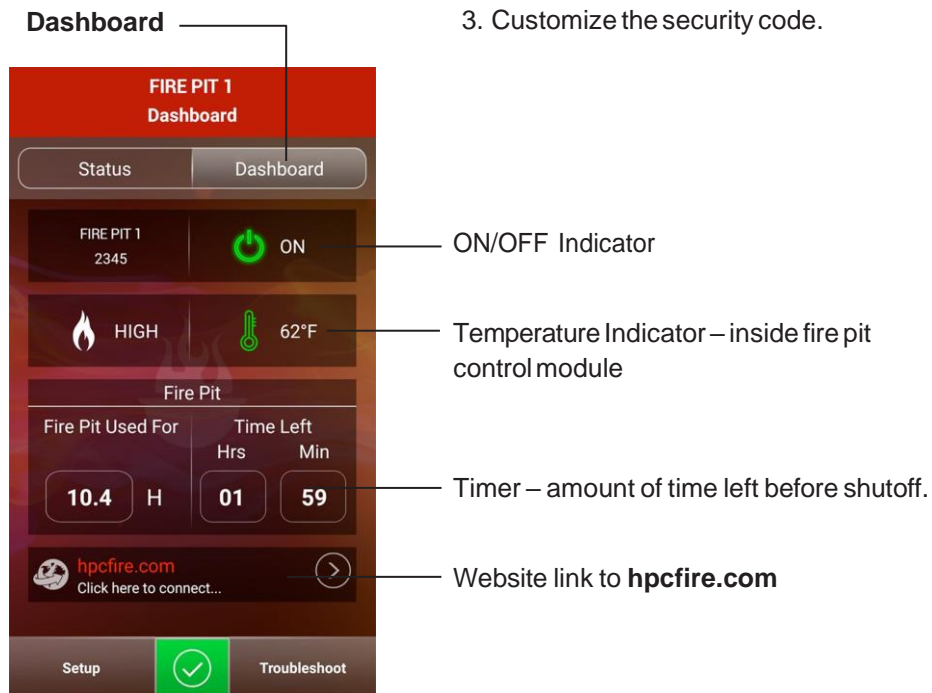 Dashboard
3. Customize the security code.
FIRE PIT 1
Dashboard
Status
Dashboard
FIRE PIT 1
2345
ON
ON/OFF Indicator
HIGH
62°F
Temperature Indicator – inside fire pit
control module
Fire Pit
Fire Pit Used For
Time Left
Hrs
Min
10.4
H
01
59
Timer – amount of time left before shutoff.
hpcfire.com
Click here to connect...
Website link to hpcfire.com
Setup
Troubleshoot